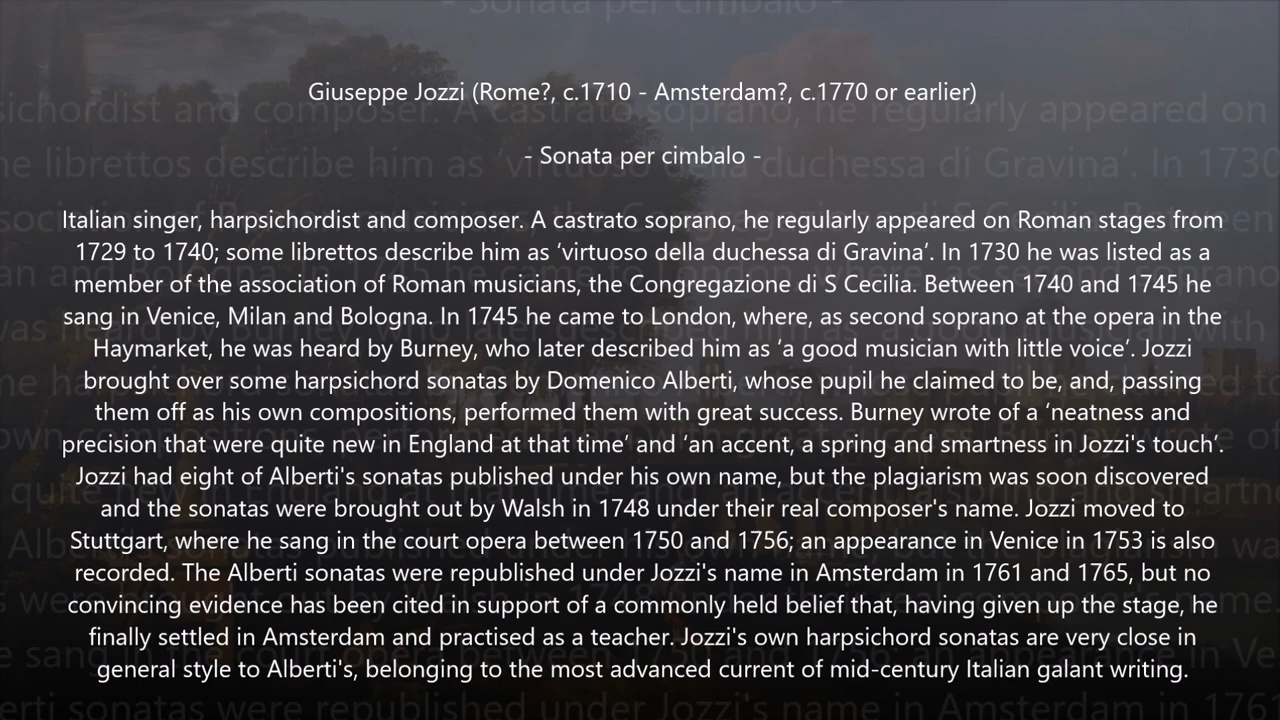 Giuseppe Jozzi (Rome?, c.1710 - Amsterdam?, c.1770 or earlier)
- Sonata per cimbalo -
Italian singer, harpsichordist and composer. A castrato soprano, he regularly appeared on Roman stages from
1729 to 1740; some librettos describe him as ‘virtuoso della duchessa di Gravina’. In 1730 he was listed as a
member of the association of Roman musicians, the Congregazione di S Cecilia. Between 1740 and 1745 he
sang in Venice, Milan and Bologna. In 1745 he came to London, where, as second soprano at the opera in the
Haymarket, he was heard by Burney, who later described him as ‘a good musician with little voice’. Jozzi
brought over some harpsichord sonatas by Domenico Alberti, whose pupil he claimed to be, and, passing
them off as his own compositions, performed them with great success. Burney wrote of a ‘neatness and
precision that were quite new in England at that time’ and ‘an accent, a spring and smartness in Jozzi's touch’.
Jozzi had eight of Alberti's sonatas published under his own name, but the plagiarism was soon discovered
and the sonatas were brought out by Walsh in 1748 under their real composer's name. Jozzi moved to
Stuttgart, where he sang in the court opera between 1750 and 1756; an appearance in Venice in 1753 is also
recorded. The Alberti sonatas were republished under Jozzi's name in Amsterdam in 1761 and 1765, but no
convincing evidence has been cited in support of a commonly held belief that, having given up the stage, he
finally settled in Amsterdam and practised as a teacher. Jozzi's own harpsichord sonatas are very close in
general style to Alberti's, belonging to the most advanced current of mid-century Italian galant writing.